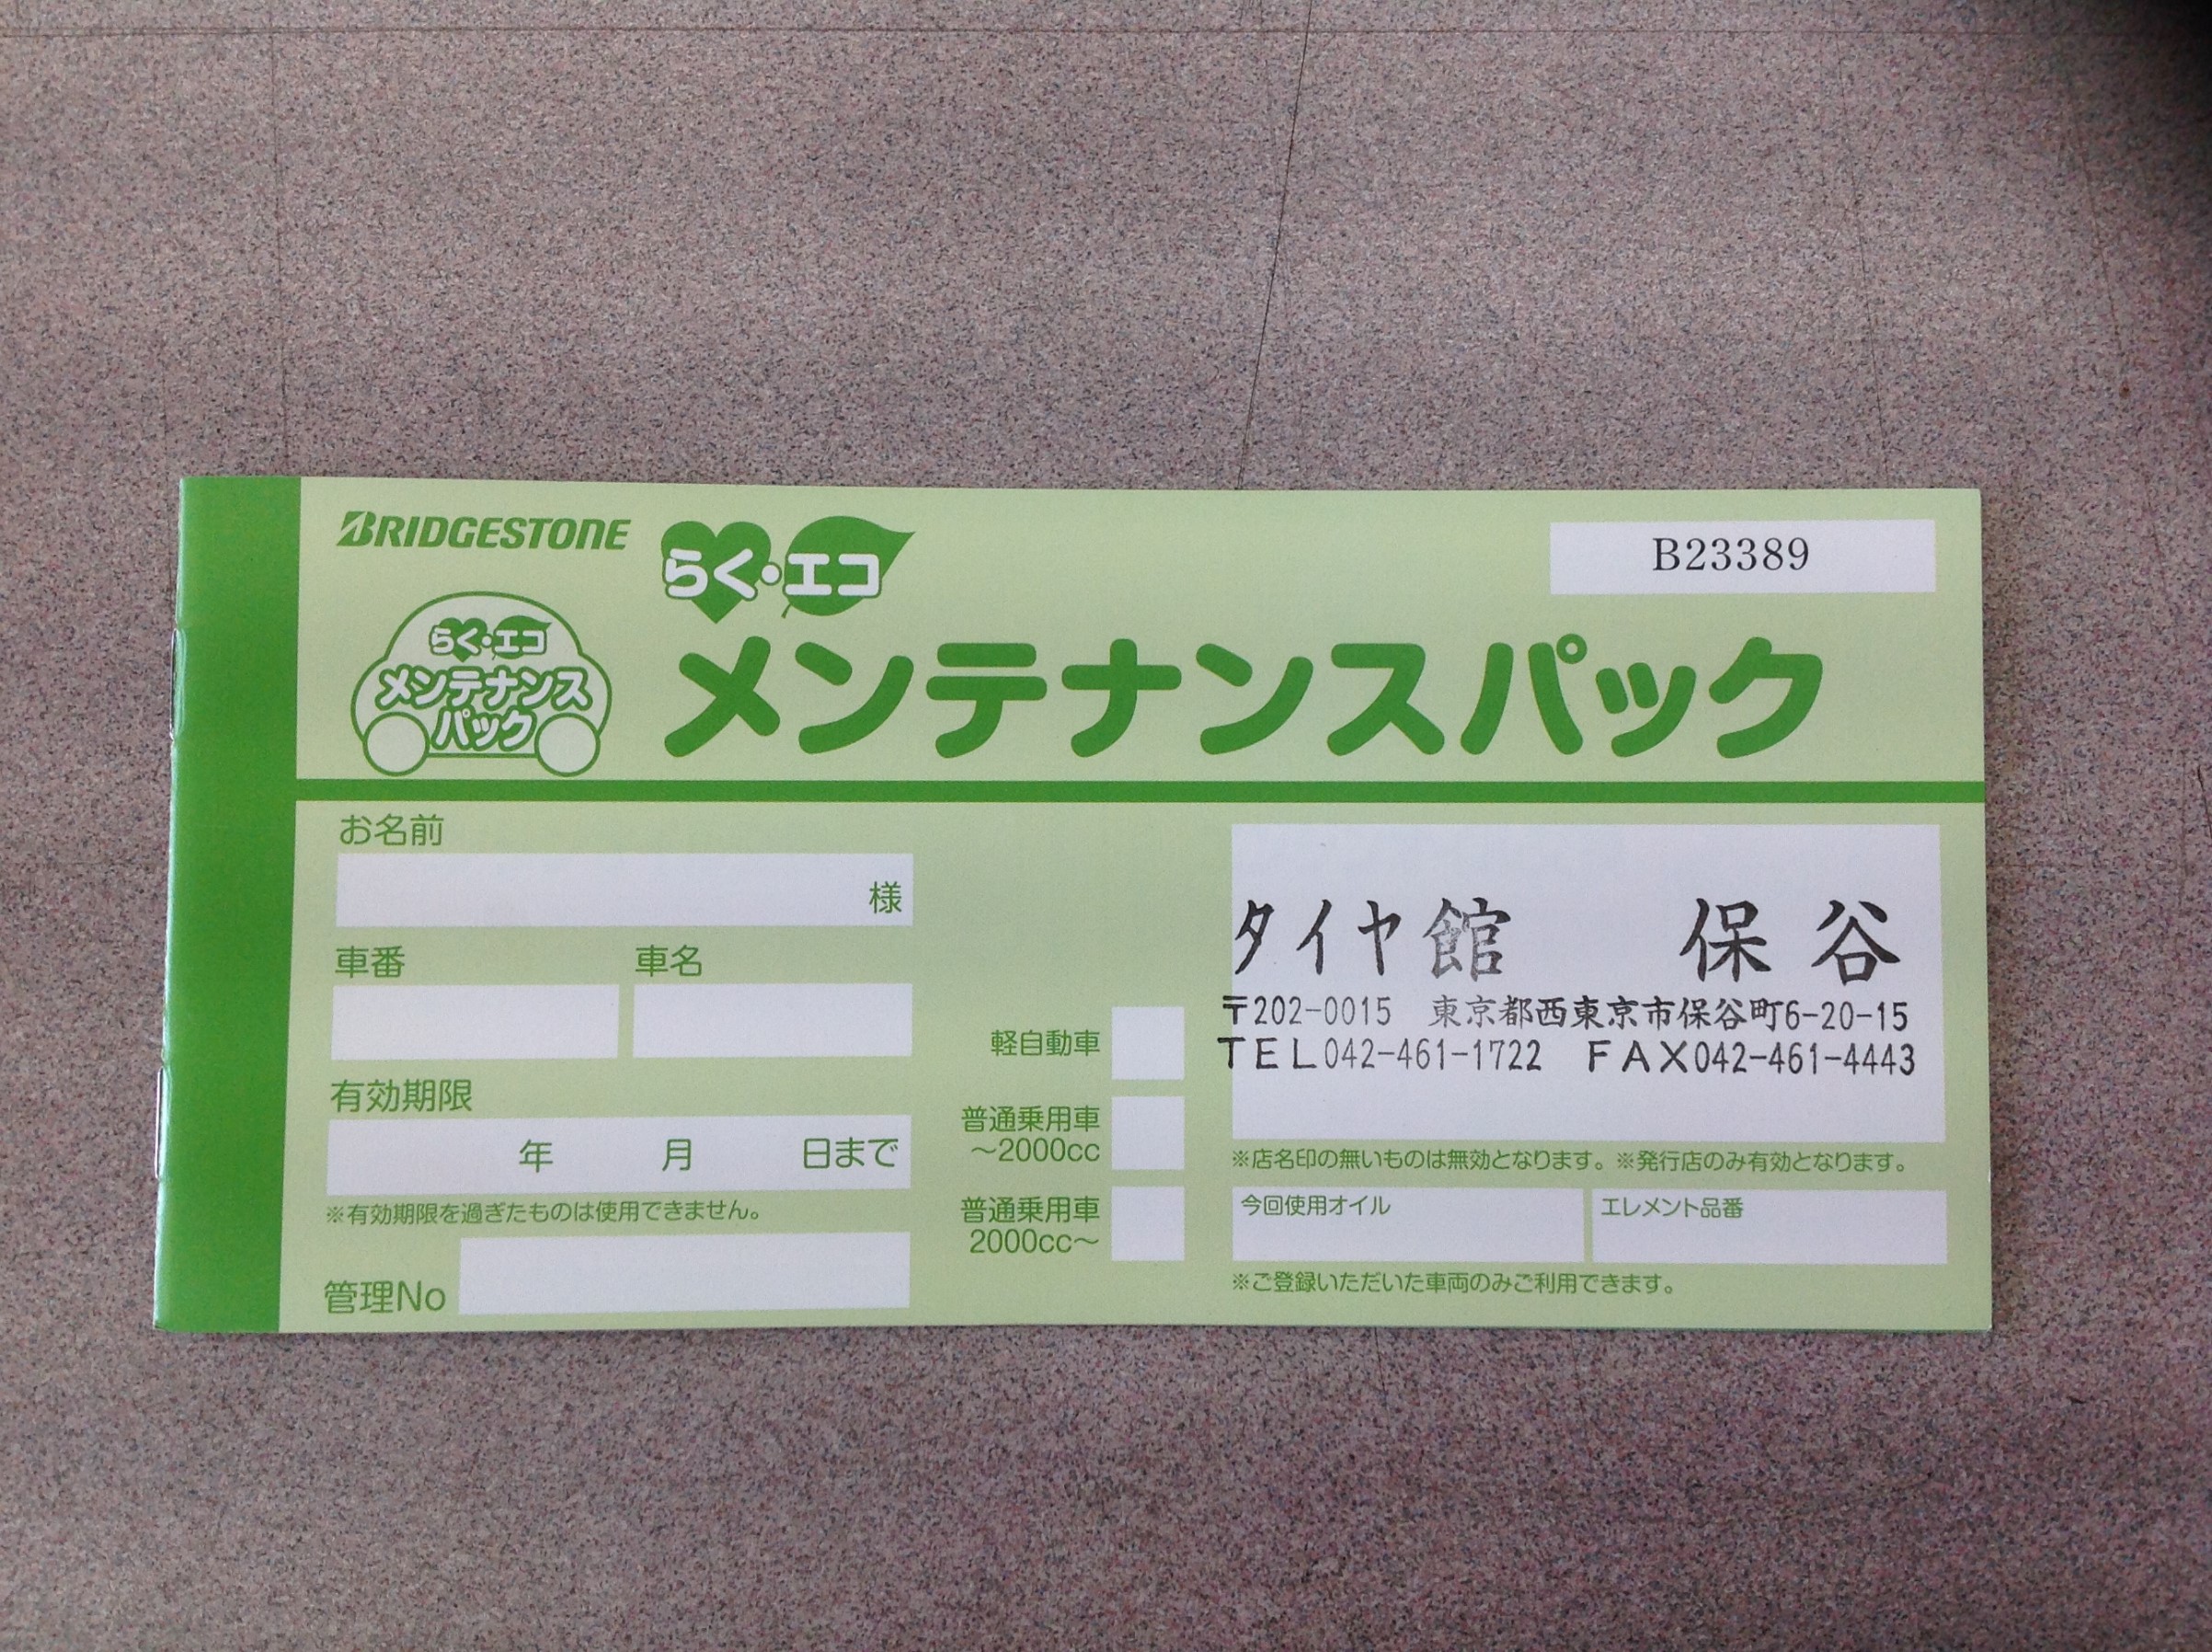 BRIDGESTONE
らく・エコ
B23389
らく・エコ
メンテナンス
パック
メンテナンスパック
お名前
様
車番
車名
有効期限
年 月 日まで
※有効期限を過ぎたものは使用できません。
管理No
軽自動車
普通乗用車
～2000cc
普通乗用車
2000cc～
タイヤ館 保谷
〒202-0015 東京都西東京市保谷町6-20-15
TEL042-461-1722 FAX042-461-4443
※店名印の無いものは無効となります。※発行店のみ有効となります。
今回使用オイル
エレメント品番
※ご登録いただいた車両のみご利用できます。